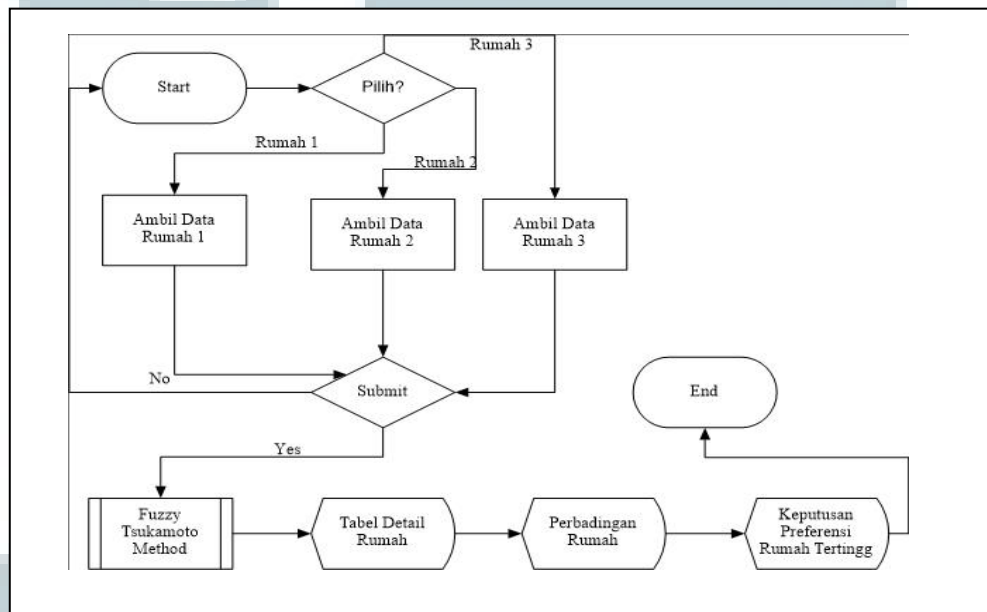 Rumah 3
Start
Pilih?
Rumah 1
Rumah 2
Ambil Data
Rumah 1
Ambil Data
Rumah 2
Ambil Data
Rumah 3
No
Submit
End
Yes
Fuzzy
Tsukamoto
Method
Tabel Detail
Rumah
Perbadingan
Rumah
Keputusan
Preferensi
Rumah Tertingg